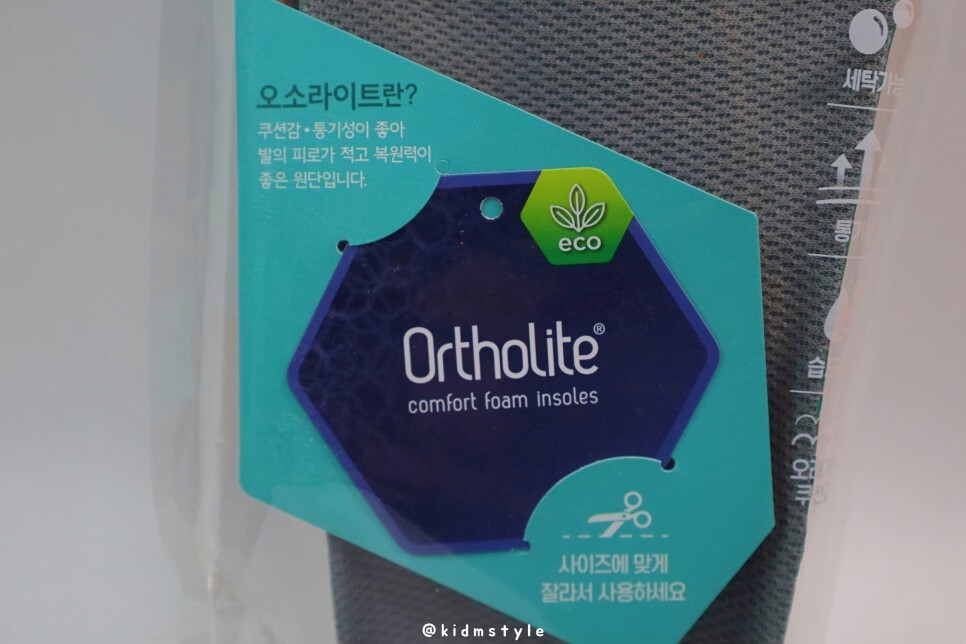 오소라이트란?
쿠션감•통기성이 좋아
발의 피로가 적고 복원력이
좋은 원단입니다.
eco
Ortholite®
comfort foam insoles
사이즈에 맞게
잘라서 사용하세요
세탁가능
@kidmstyle